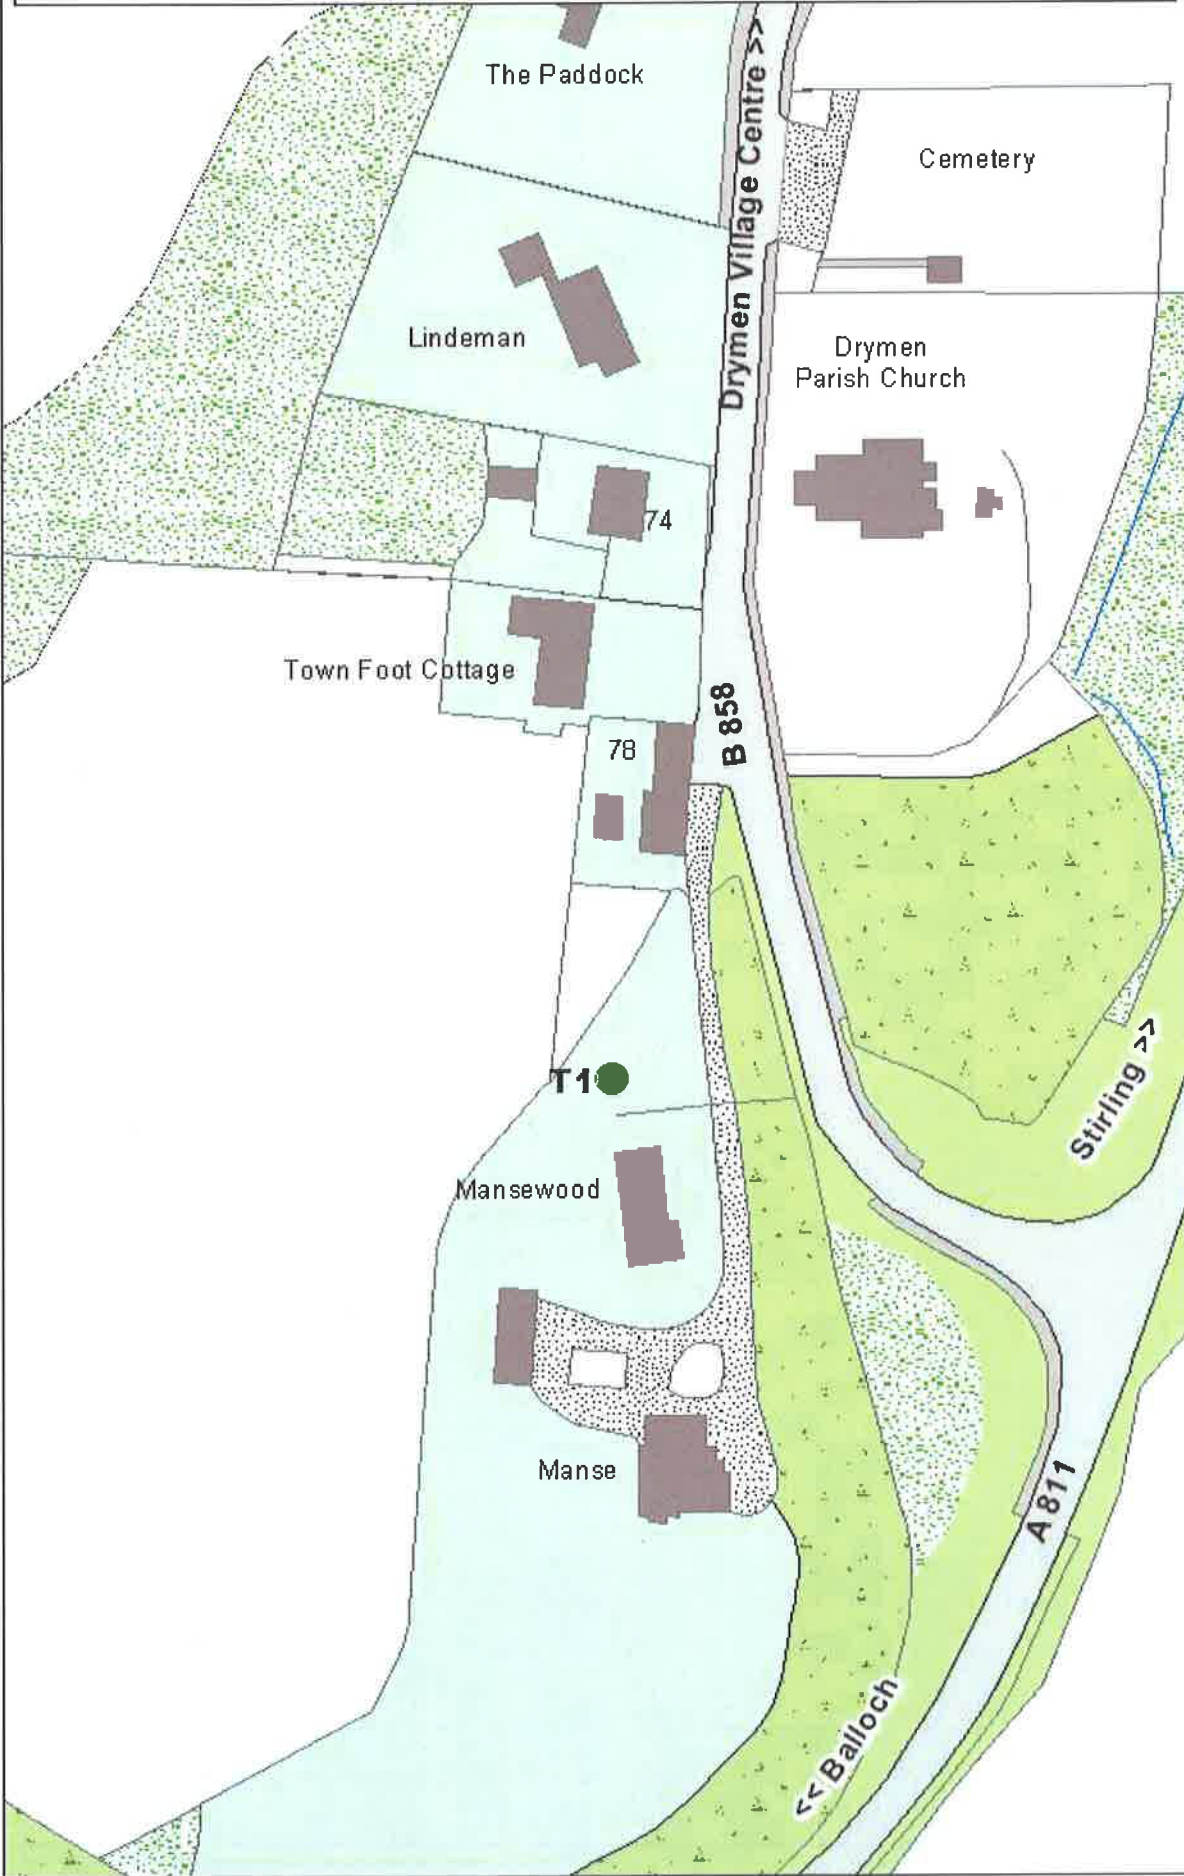 The Paddock
Drymen Village Centre >>
Cemetery
Lindeman
Drymen
Parish Church
74
Town Foot Cottage
B 858
78
Stirling >>
T1
Mansewood
Manse
A 811
<< Balloch